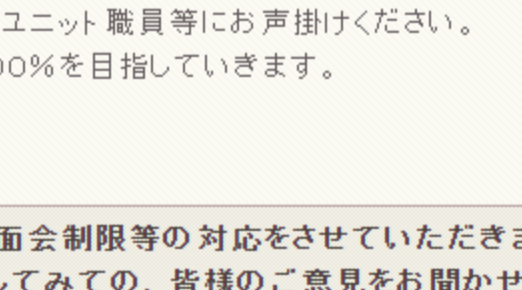 ユニット職員等にお声掛けください。
00%を目指していきます。
面会制限等の対応をさせていただきま
してみての、皆様のご意見をお聞かせ